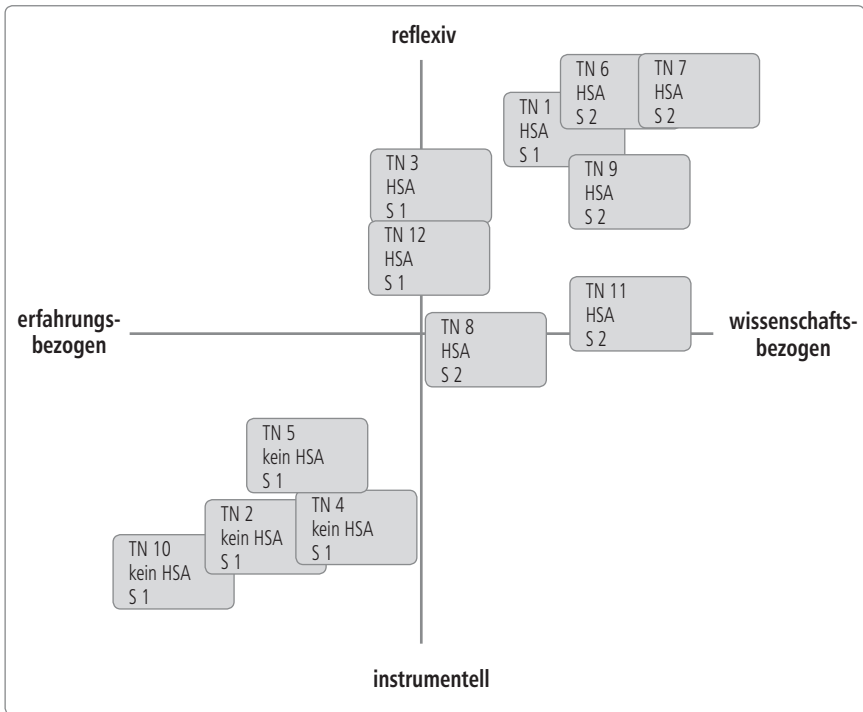 reflexiv
TN 6
HSA
S 2
TN 7
HSA
S 2
TN 1
HSA
S 1
TN 3
HSA
S 1
TN 9
HSA
S 2
TN 12
HSA
S 1
TN 11
HSA
S 2
erfahrungs-
bezogen
TN 8
HSA
S 2
wissenschafts-
bezogen
TN 5
kein HSA
S 1
TN 4
kein HSA
S 1
TN 2
kein HSA
S 1
TN 10
kein HSA
S 1
instrumentell